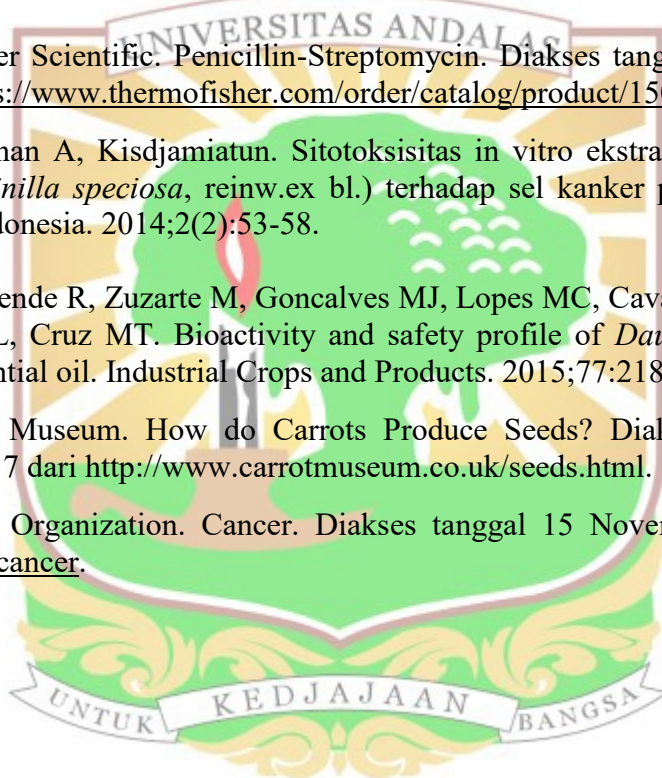 UNIVERSITAS ANDALAS
er Scientific. Penicillin-Streptomycin. Diakses tang
s://www.thermofisher.com/order/catalog/product/150
nan A, Kisdjamiatun. Sitotoksisitas in vitro ekstra
inilla speciosa, reinw.ex bl.) terhadap sel kanker p
donesia. 2014;2(2):53-58.
ende R, Zuzarte M, Goncalves MJ, Lopes MC, Cava
L, Cruz MT. Bioactivity and safety profile of Dau
ntial oil. Industrial Crops and Products. 2015;77:218
Museum. How do Carrots Produce Seeds? Diak
7 dari http://www.carrotmuseum.co.uk/seeds.html.
Organization. Cancer. Diakses tanggal 15 Nover
cancer.
UNTUK KEDJAJAAN BANGSA